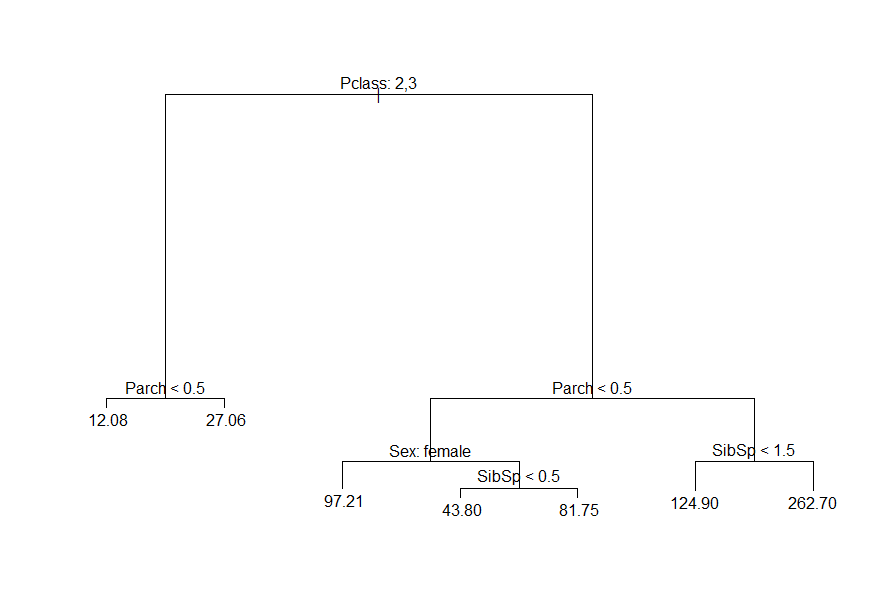 Pclass: 2,3
Parch < 0.5
Parch < 0.5
12.08
27.06
Sex: female
SibSp < 1.5
SibSp < 0.5
97.21
43.80
81.75
124.90
262.70